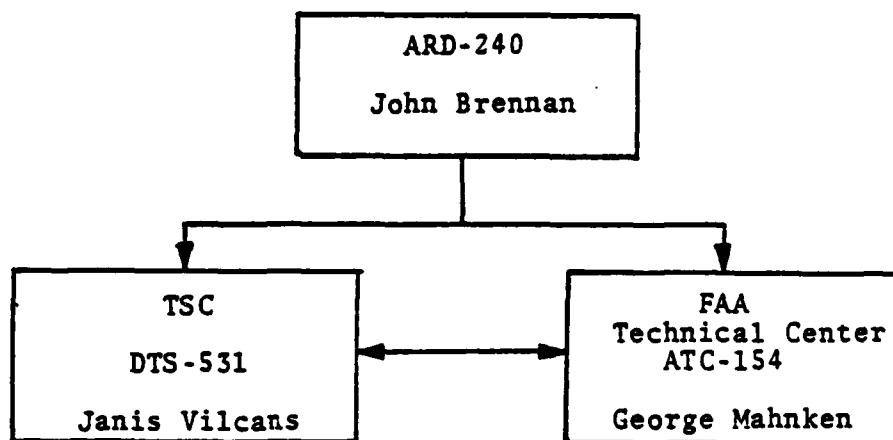 ARD-240
John Brennan
TSC
DTS-531
Janis Vilcans
FAA
Technical Center
ATC-154
George Mahnken